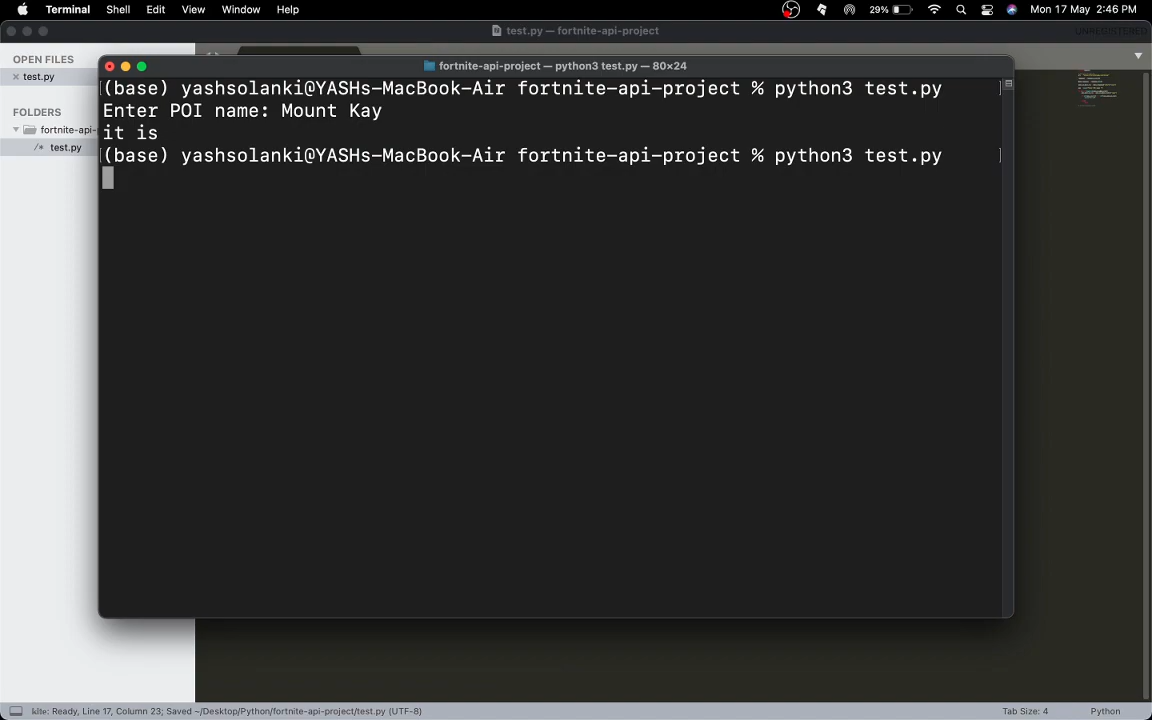 Terminal Shell Edit View Window Help 29% Mon 17 May 2:46 PM
test.py — fortnite-api-project UNREGISTERED
OPEN FILES
test.py
FOLDERS
fortnite-api-
/* test.py
fortnite-api-project — python3 test.py — 80×24
(base) yashsolanki@YASHs-MacBook-Air fortnite-api-project % python3 test.py
Enter POI name: Mount Kay
it is
(base) yashsolanki@YASHs-MacBook-Air fortnite-api-project % python3 test.py
kite: Ready, Line 17, Column 23; Saved ~/Desktop/Python/fortnite-api-project/test.py (UTF-8) Tab Size: 4 Python